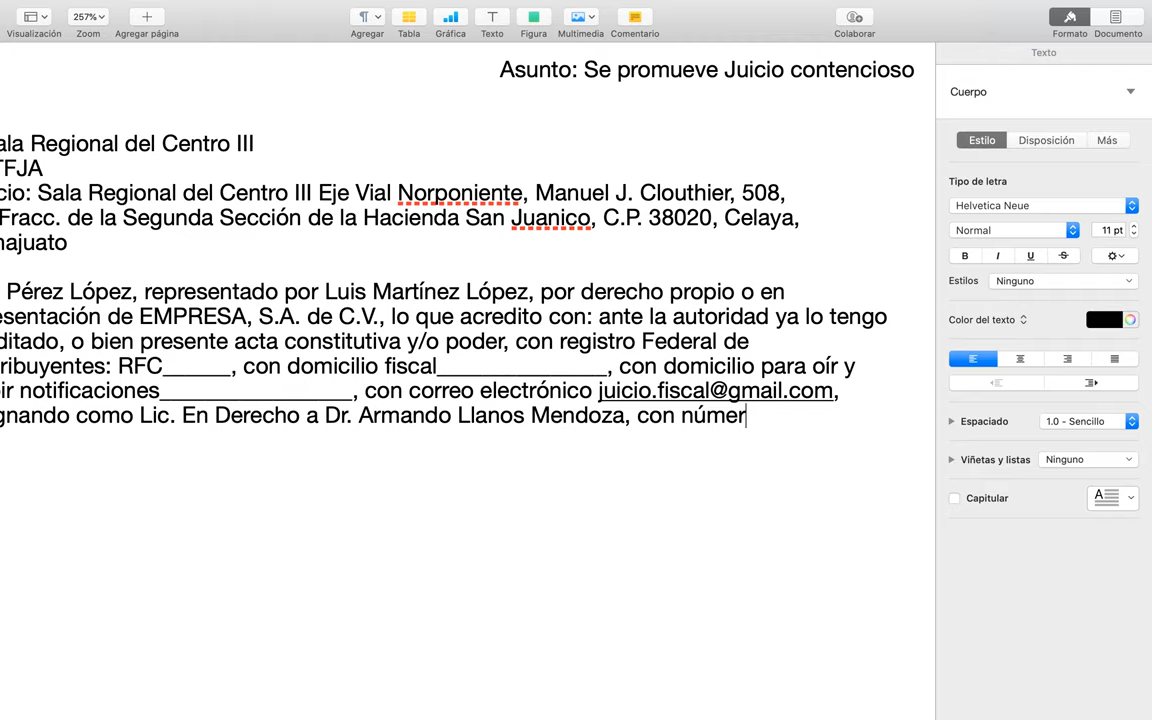 257%
Visualización
Zoom
Agregar página
Agregar
Tabla
Gráfica
Texto
Figura
Multimedia
Comentario
Colaborar
Formato
Documento
Asunto: Se promueve Juicio contencioso
ala Regional del Centro III
TFJA
cio: Sala Regional del Centro III Eje Vial Norponiente, Manuel J. Clouthier, 508,
Fracc. de la Segunda Sección de la Hacienda San Juanico, C.P. 38020, Celaya,
najuato
Pérez López, representado por Luis Martínez López, por derecho propio o en
esentación de EMPRESA, S.A. de C.V., lo que acredito con: ante la autoridad ya lo tengo
ditado, o bien presente acta constitutiva y/o poder, con registro Federal de
ribuyentes: RFC______, con domicilio fiscal_______________, con domicilio para oír y
bir notificaciones_________________, con correo electrónico juicio.fiscal@gmail.com,
gnando como Lic. En Derecho a Dr. Armando Llanos Mendoza, con númer
Texto
Cuerpo
Estilo
Disposición
Más
Tipo de letra
Helvetica Neue
Normal
11 pt
B I U S
Estilos
Ninguno
Color del texto
Espaciado
1.0 - Sencillo
Viñetas y listas
Ninguno
Capitular
A